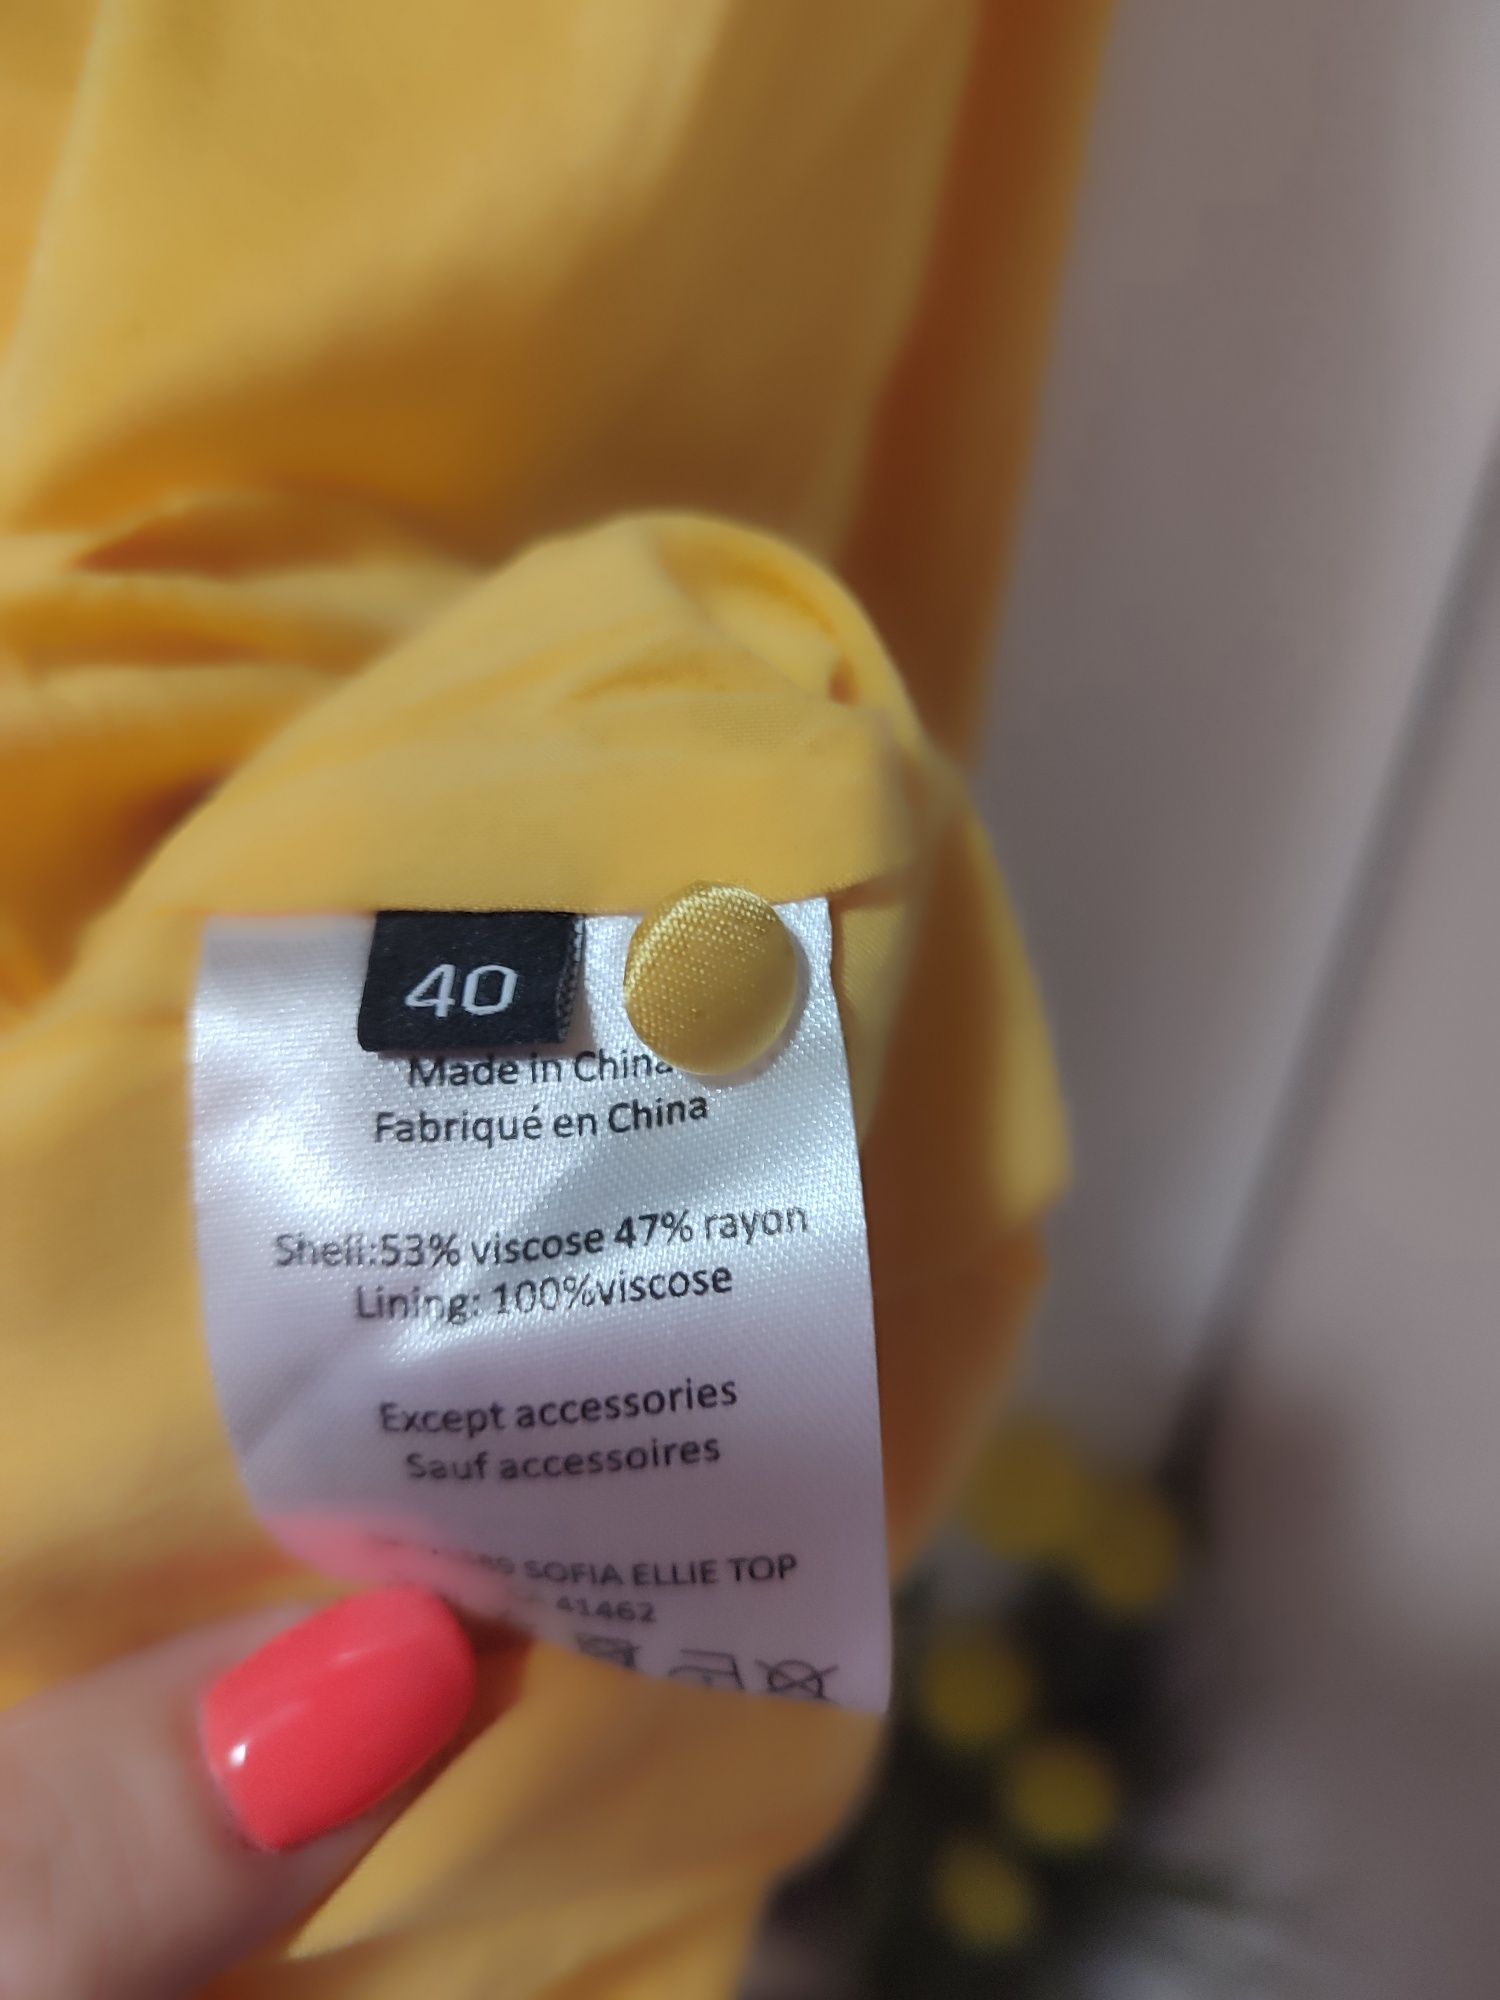 40
Made in China
Fabriqué en China
Shell:53% viscose 47% rayon
Lining: 100%viscose
Except accessories
Sauf accessoires
SOFIA ELLIE TOP
41462